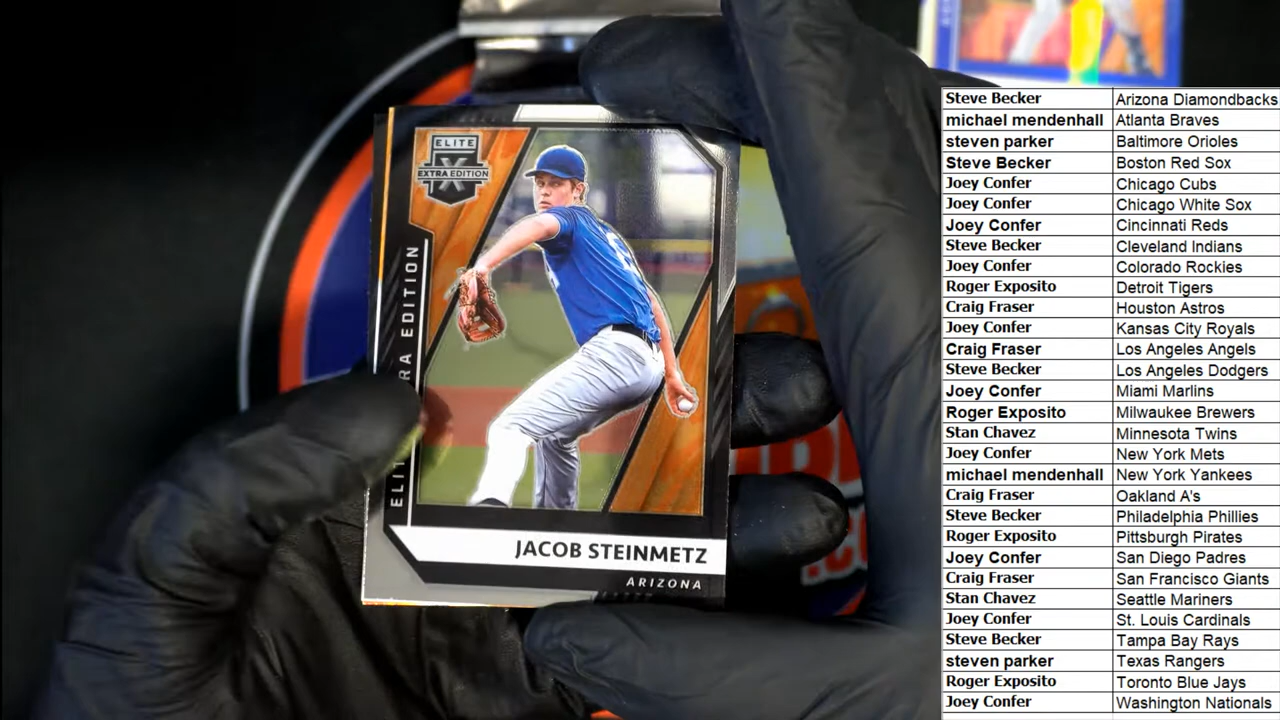 ELITE
EXTRA EDITION
JACOB STEINMETZ
ARIZONA
Steve Becker Arizona Diamondbacks
michael mendenhall Atlanta Braves
steven parker Baltimore Orioles
Steve Becker Boston Red Sox
Joey Confer Chicago Cubs
Joey Confer Chicago White Sox
Joey Confer Cincinnati Reds
Steve Becker Cleveland Indians
Joey Confer Colorado Rockies
Roger Exposito Detroit Tigers
Craig Fraser Houston Astros
Joey Confer Kansas City Royals
Craig Fraser Los Angeles Angels
Steve Becker Los Angeles Dodgers
Joey Confer Miami Marlins
Roger Exposito Milwaukee Brewers
Stan Chavez Minnesota Twins
Joey Confer New York Mets
michael mendenhall New York Yankees
Craig Fraser Oakland A's
Steve Becker Philadelphia Phillies
Roger Exposito Pittsburgh Pirates
Joey Confer San Diego Padres
Craig Fraser San Francisco Giants
Stan Chavez Seattle Mariners
Joey Confer St. Louis Cardinals
Steve Becker Tampa Bay Rays
steven parker Texas Rangers
Roger Exposito Toronto Blue Jays
Joey Confer Washington Nationals